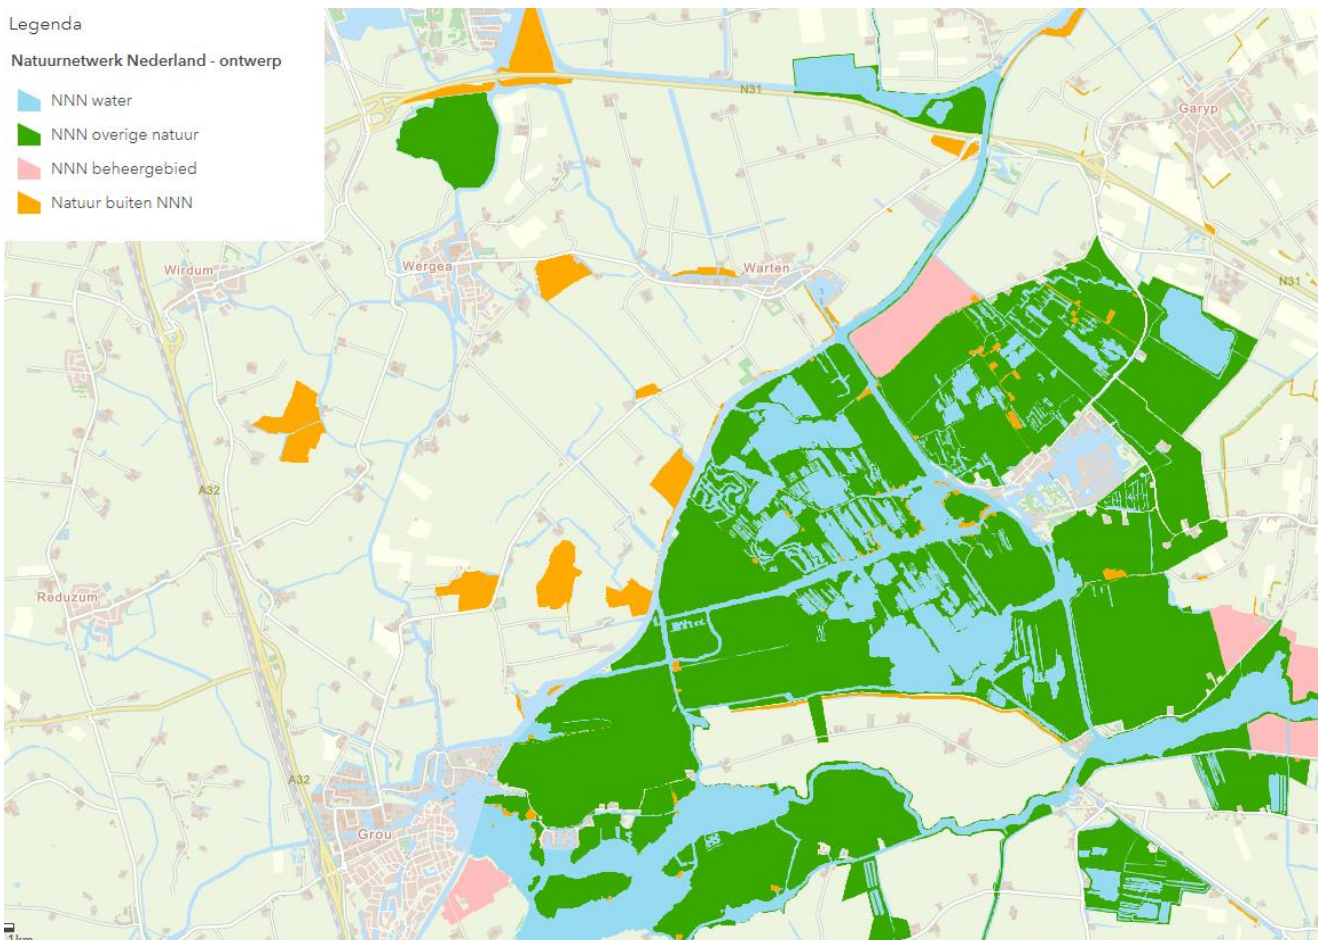 Legenda
Natuurnetwerk Nederland - ontwerp
NNN water
NNN overige natuur
NNN beheergebied
Natuur buiten NNN
N31
Garyp
Wirdum
Wergea
Warten
N31
A32
Reduzum
A32
Grou
1km